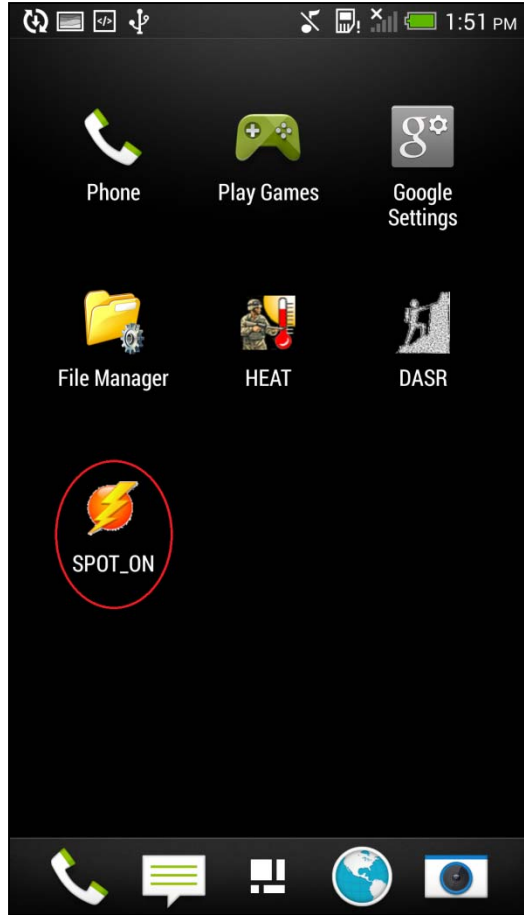 1:51 PM
Phone
Play Games
Google
Settings
File Manager
HEAT
DASR
SPOT_ON